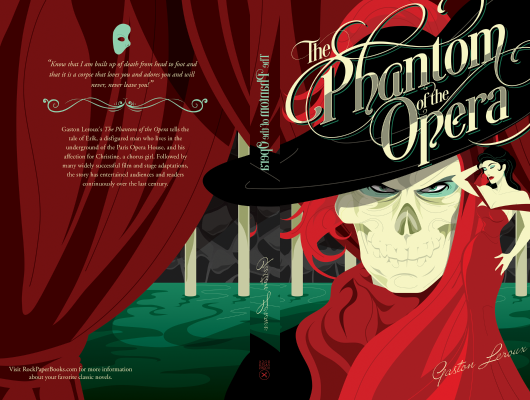 "Know that I am built up of death from head to foot and
that it is a corpse that loves you and adores you and will
never, never leave you!"
Gaston Leroux's The Phantom of the Opera tells the
tale of Erik, a disfigured man who lives in the
underground of the Paris Opera House, and his
affection for Christine, a chorus girl. Followed by
many widely successful film and stage adaptations,
the story has entertained audiences and readers
continuously over the last century.
Visit RockPaperBooks.com for more information
about your favorite classic novels.
The Phantom of the Opera
Gaston Leroux
The
Phantom
of the
Opera
Gaston Leroux